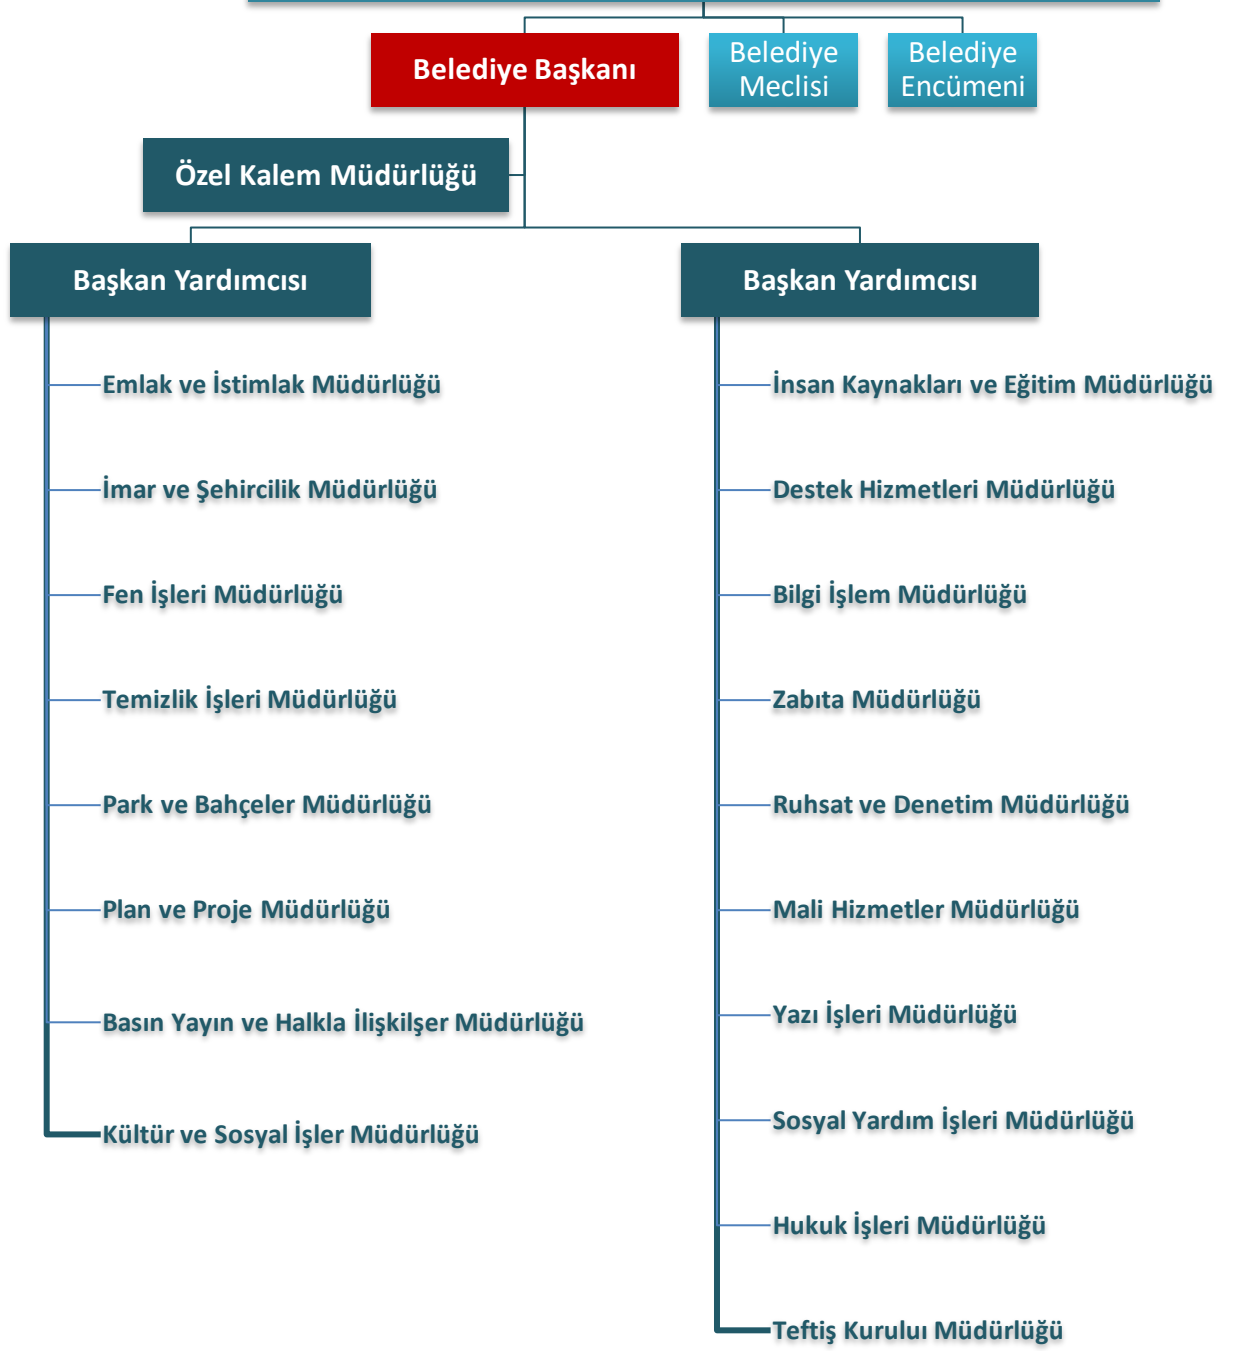 Belediye Başkanı
Belediye
Meclisi
Belediye
Encümeni
Özel Kalem Müdürlüğü
Başkan Yardımcısı
Emlak ve İstimlak Müdürlüğü
İmar ve Şehircilik Müdürlüğü
Fen İşleri Müdürlüğü
Temizlik İşleri Müdürlüğü
Park ve Bahçeler Müdürlüğü
Plan ve Proje Müdürlüğü
Basın Yayın ve Halkla İlişkilşer Müdürlüğü
Kültür ve Sosyal İşler Müdürlüğü
Başkan Yardımcısı
İnsan Kaynakları ve Eğitim Müdürlüğü
Destek Hizmetleri Müdürlüğü
Bilgi İşlem Müdürlüğü
Zabıta Müdürlüğü
Ruhsat ve Denetim Müdürlüğü
Mali Hizmetler Müdürlüğü
Yazı İşleri Müdürlüğü
Sosyal Yardım İşleri Müdürlüğü
Hukuk İşleri Müdürlüğü
Teftiş Kuruluı Müdürlüğü